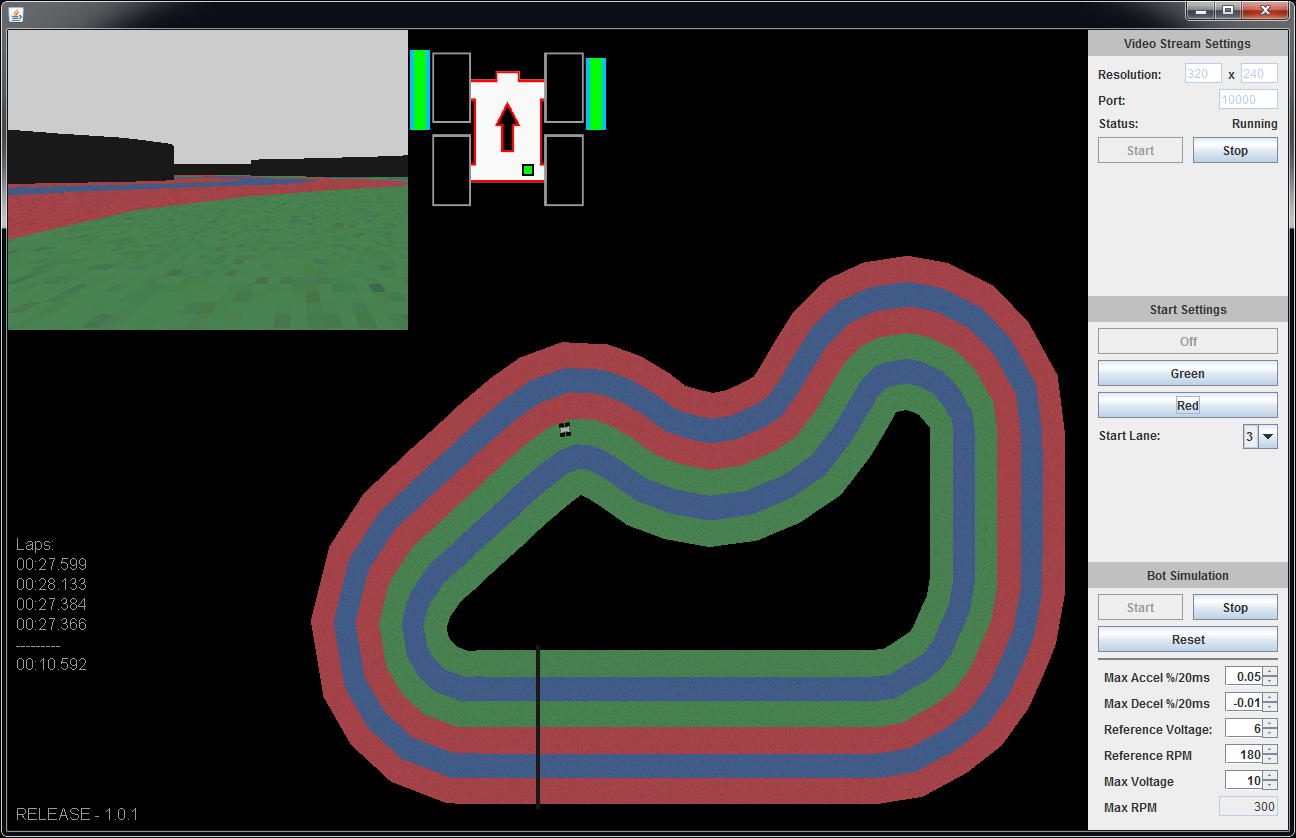 Video Stream Settings
Resolution: 320 x 240
Port: 10000
Status: Running
Start Stop
Start Settings
Off
Green
Red
Start Lane: 3
Laps:
00:27.599
00:28.133
00:27.384
00:27.366
---------
00:10.592
RELEASE - 1.0.1
Bot Simulation
Start Stop
Reset
Max Accel %/20ms 0.05
Max Decel %/20ms -0.01
Reference Voltage: 6
Reference RPM 180
Max Voltage 10
Max RPM 300